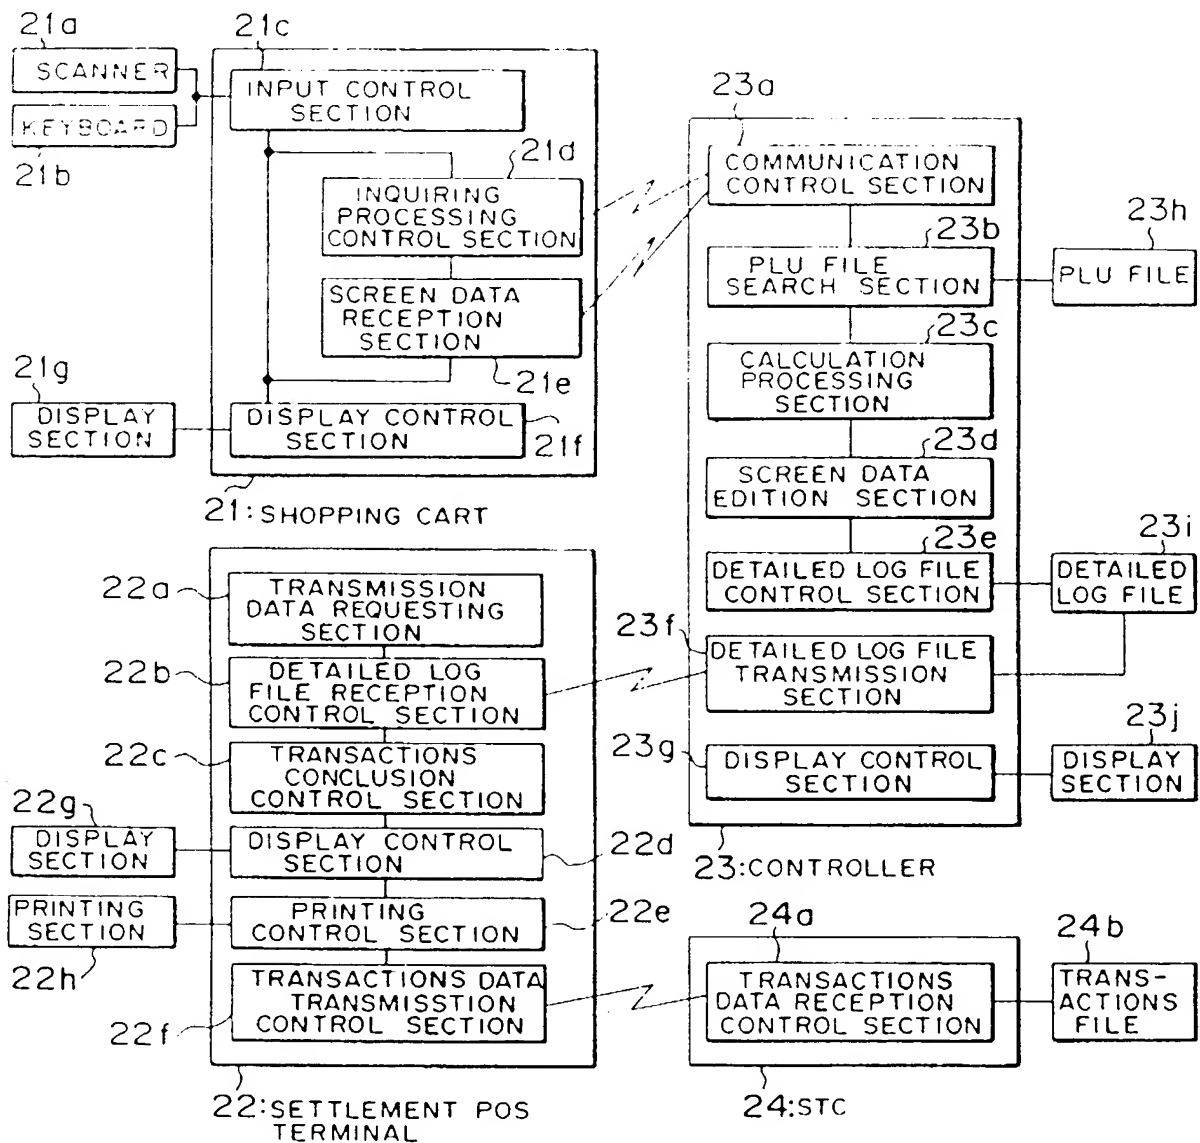 21a
SCANNER
KEYBOARD
21b
21c
INPUT CONTROL
SECTION
21d
INQUIRING
PROCESSING
CONTROL SECTION
SCREEN DATA
RECEPTION
SECTION
21e
21g
DISPLAY
SECTION
DISPLAY CONTROL
SECTION
21f
21:SHOPPING CART
22a
TRANSMISSION
DATA REQUESTING
SECTION
22b
DETAILED LOG
FILE RECEPTION
CONTROL SECTION
22c
TRANSACTIONS
CONCLUSION
CONTROL SECTION
22g
DISPLAY
SECTION
DISPLAY CONTROL
SECTION
22d
PRINTING
SECTION
22h
PRINTING
CONTROL SECTION
22e
TRANSACTIONS DATA
TRANSMISSTION
CONTROL SECTION
22f
22:SETTLEMENT POS
TERMINAL
23a
COMMUNICATION
CONTROL SECTION
23b
PLU FILE
SEARCH SECTION
23h
PLU FILE
23c
CALCULATION
PROCESSING
SECTION
23d
SCREEN DATA
EDITION SECTION
23e
DETAILED LOG FILE
CONTROL SECTION
23i
DETAILED
LOG FILE
23f
DETAILED LOG FILE
TRANSMISSION
SECTION
23g
DISPLAY CONTROL
SECTION
23j
DISPLAY
SECTION
23:CONTROLLER
24a
TRANSACTIONS
DATA RECEPTION
CONTROL SECTION
24b
TRANS-
ACTIONS
FILE
24:STC